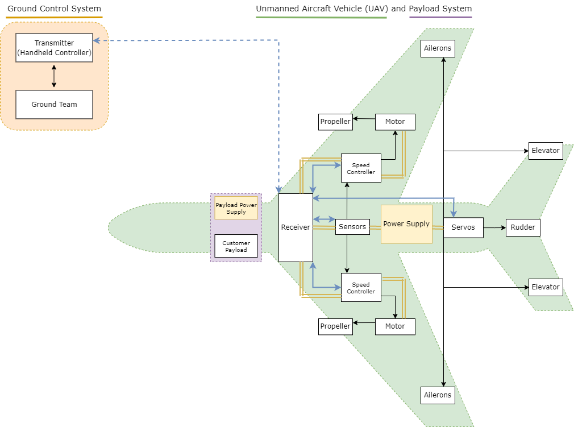 Ground Control System
Unmanned Aircraft Vehicle (UAV) and Payload System
Transmitter
(Handheld Controller)
Ground Team
Ailerons
Propeller
Motor
Elevator
Speed
Controller
Payload Power
Supply
Customer
Payload
Receiver
Sensors
Power Supply
Servos
Rudder
Speed
Controller
Elevator
Propeller
Motor
Ailerons